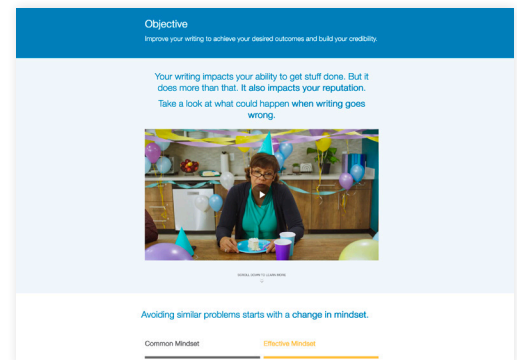 Objective
Improve your writing to achieve your desired outcomes and build your credibility.
Your writing impacts your ability to get stuff done. But it
does more than that. It also impacts your reputation.
Take a look at what could happen when writing goes
wrong.
SCROLL DOWN TO LEARN MORE
Avoiding similar problems starts with a change in mindset.
Common Mindset
Effective Mindset